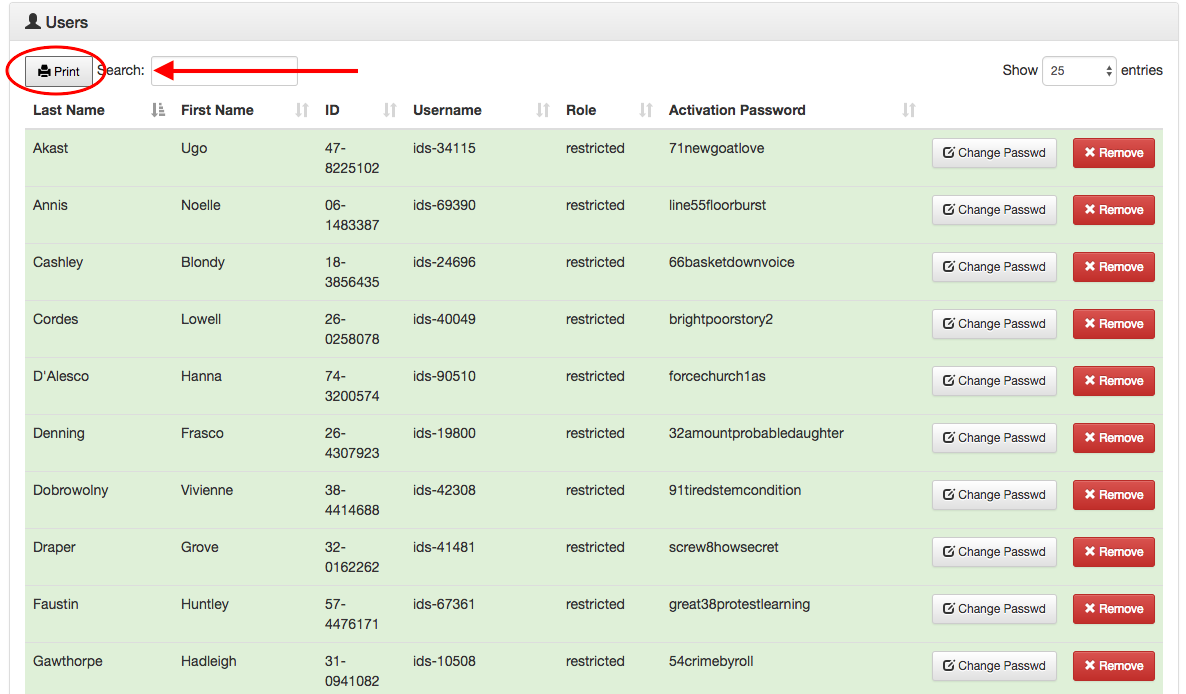 Users
Print Search: Show 25 entries
Last Name First Name ID Username Role Activation Password
Akast Ugo 47- ids-34115 restricted 71newgoatlove Change Passwd Remove
8225102
Annis Noelle 06- ids-69390 restricted line55floorburst Change Passwd Remove
1483387
Cashley Blondy 18- ids-24696 restricted 66basketdownvoice Change Passwd Remove
3856435
Cordes Lowell 26- ids-40049 restricted brightpoorstory2 Change Passwd Remove
0258078
D'Alesco Hanna 74- ids-90510 restricted forcechurch1as Change Passwd Remove
3200574
Denning Frasco 26- ids-19800 restricted 32amountprobabledaughter Change Passwd Remove
4307923
Dobrowolny Vivienne 38- ids-42308 restricted 91tiredstemcondition Change Passwd Remove
4414688
Draper Grove 32- ids-41481 restricted screw8howsecret Change Passwd Remove
0162262
Faustin Huntley 57- ids-67361 restricted great38protestlearning Change Passwd Remove
4476171
Gawthorpe Hadleigh 31- ids-10508 restricted 54crimebyroll Change Passwd Remove
0941082